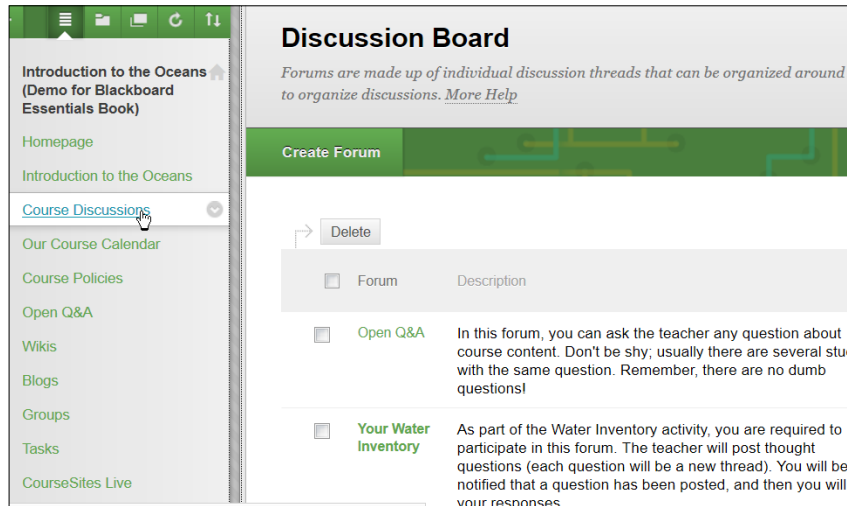 Introduction to the Oceans
(Demo for Blackboard
Essentials Book)
Homepage
Introduction to the Oceans
Course Discussions
Our Course Calendar
Course Policies
Open Q&A
Wikis
Blogs
Groups
Tasks
CourseSites Live
Discussion Board
Forums are made up of individual discussion threads that can be organized around
to organize discussions. More Help
Create Forum
Delete
Forum Description
Open Q&A
In this forum, you can ask the teacher any question about
course content. Don't be shy; usually there are several
with the same question. Remember, there are no dumb
questions!
Your Water
Inventory
As part of the Water Inventory activity, you are required to
participate in this forum. The teacher will post thought
questions (each question will be a new thread). You will be
notified that a question has been posted, and then you will
your responses